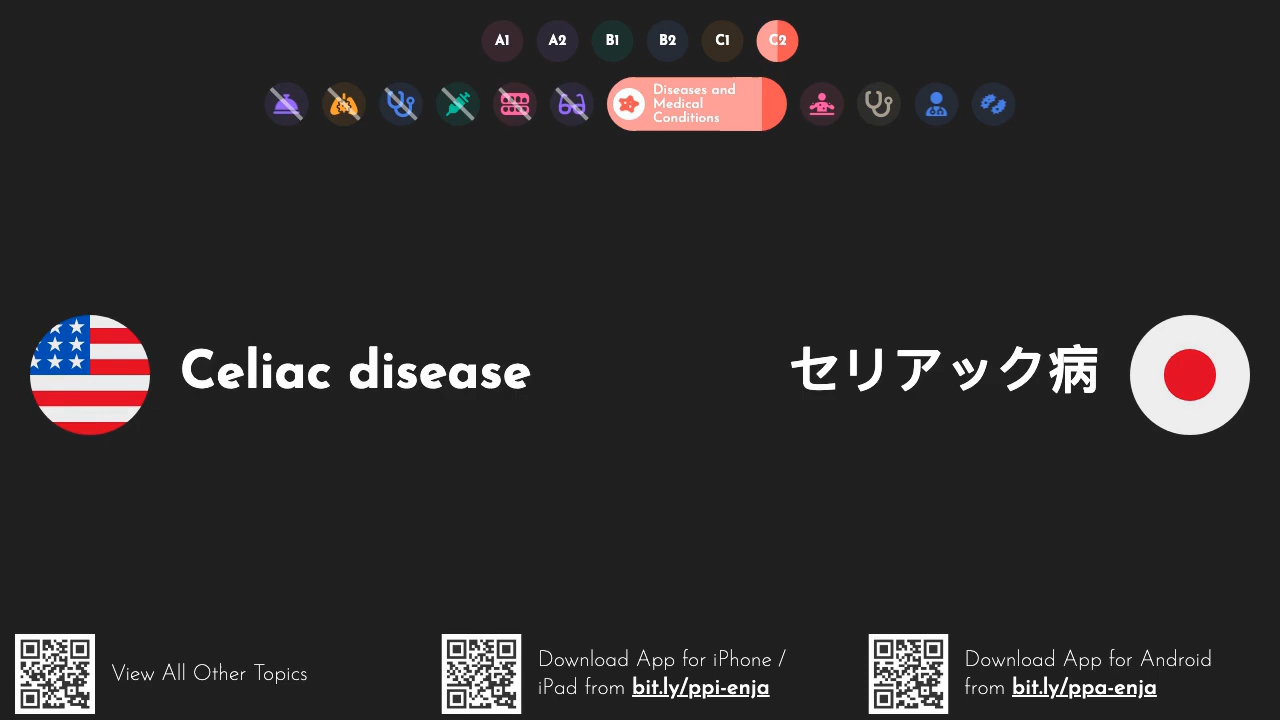 A1 A2 B1 B2 C1 C2
Diseases and
Medical
Conditions
Celiac disease
セリアック病
View All Other Topics
Download App for iPhone /
iPad from bit.ly/ppi-enja
Download App for Android
from bit.ly/ppa-enja